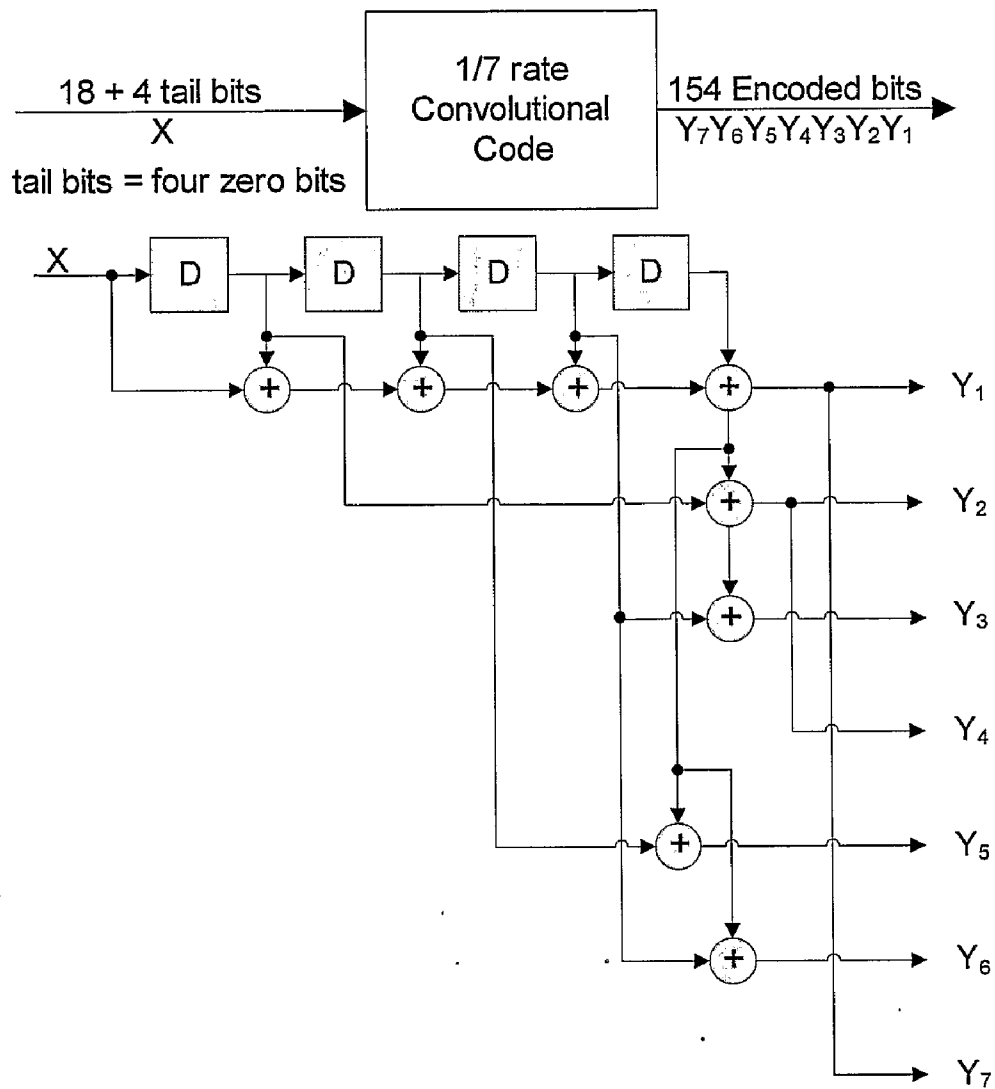 1/7 rate
Convolutional
Code
18 + 4 tail bits
X
154 Encoded bits
Y₇Y₆Y₅Y₄Y₃Y₂Y₁
tail bits = four zero bits
X
D
D
D
D
+
+
+
+
Y₁
+
Y₂
+
Y₃
Y₄
+
Y₅
+
Y₆
Y₇